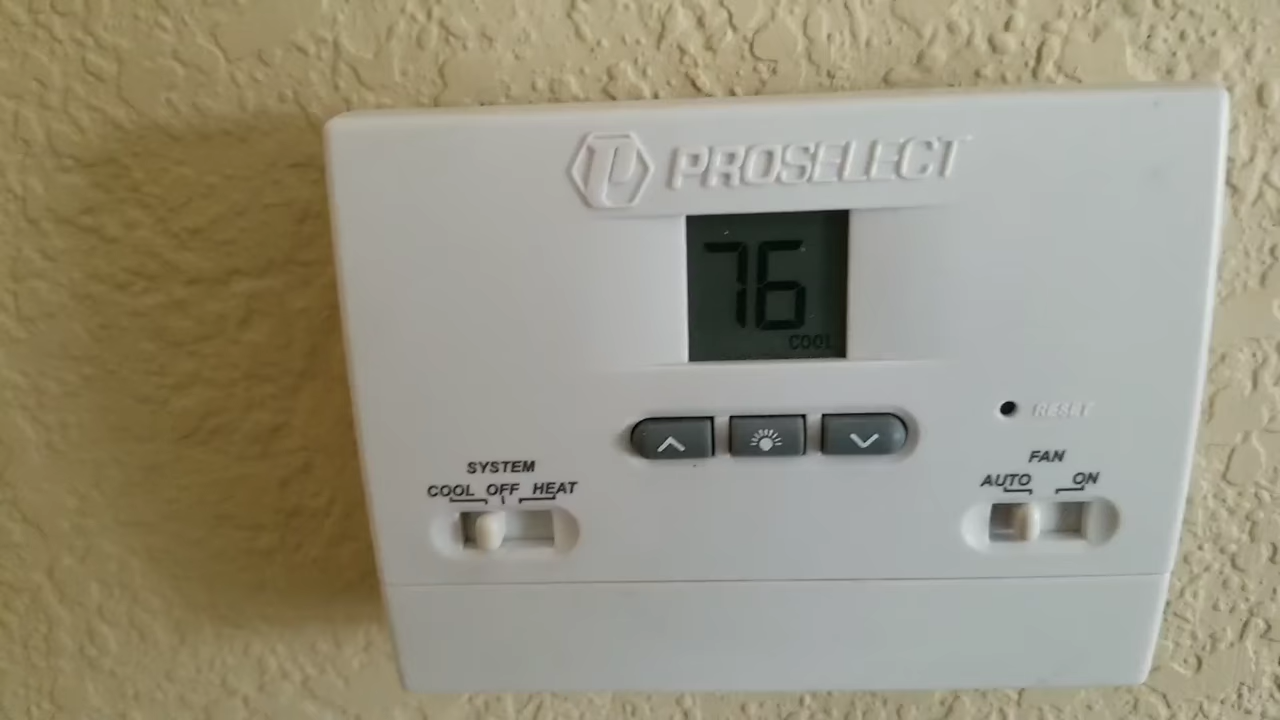 PROSELECT
76
COOL
RESET
SYSTEM
COOL OFF HEAT
FAN
AUTO ON